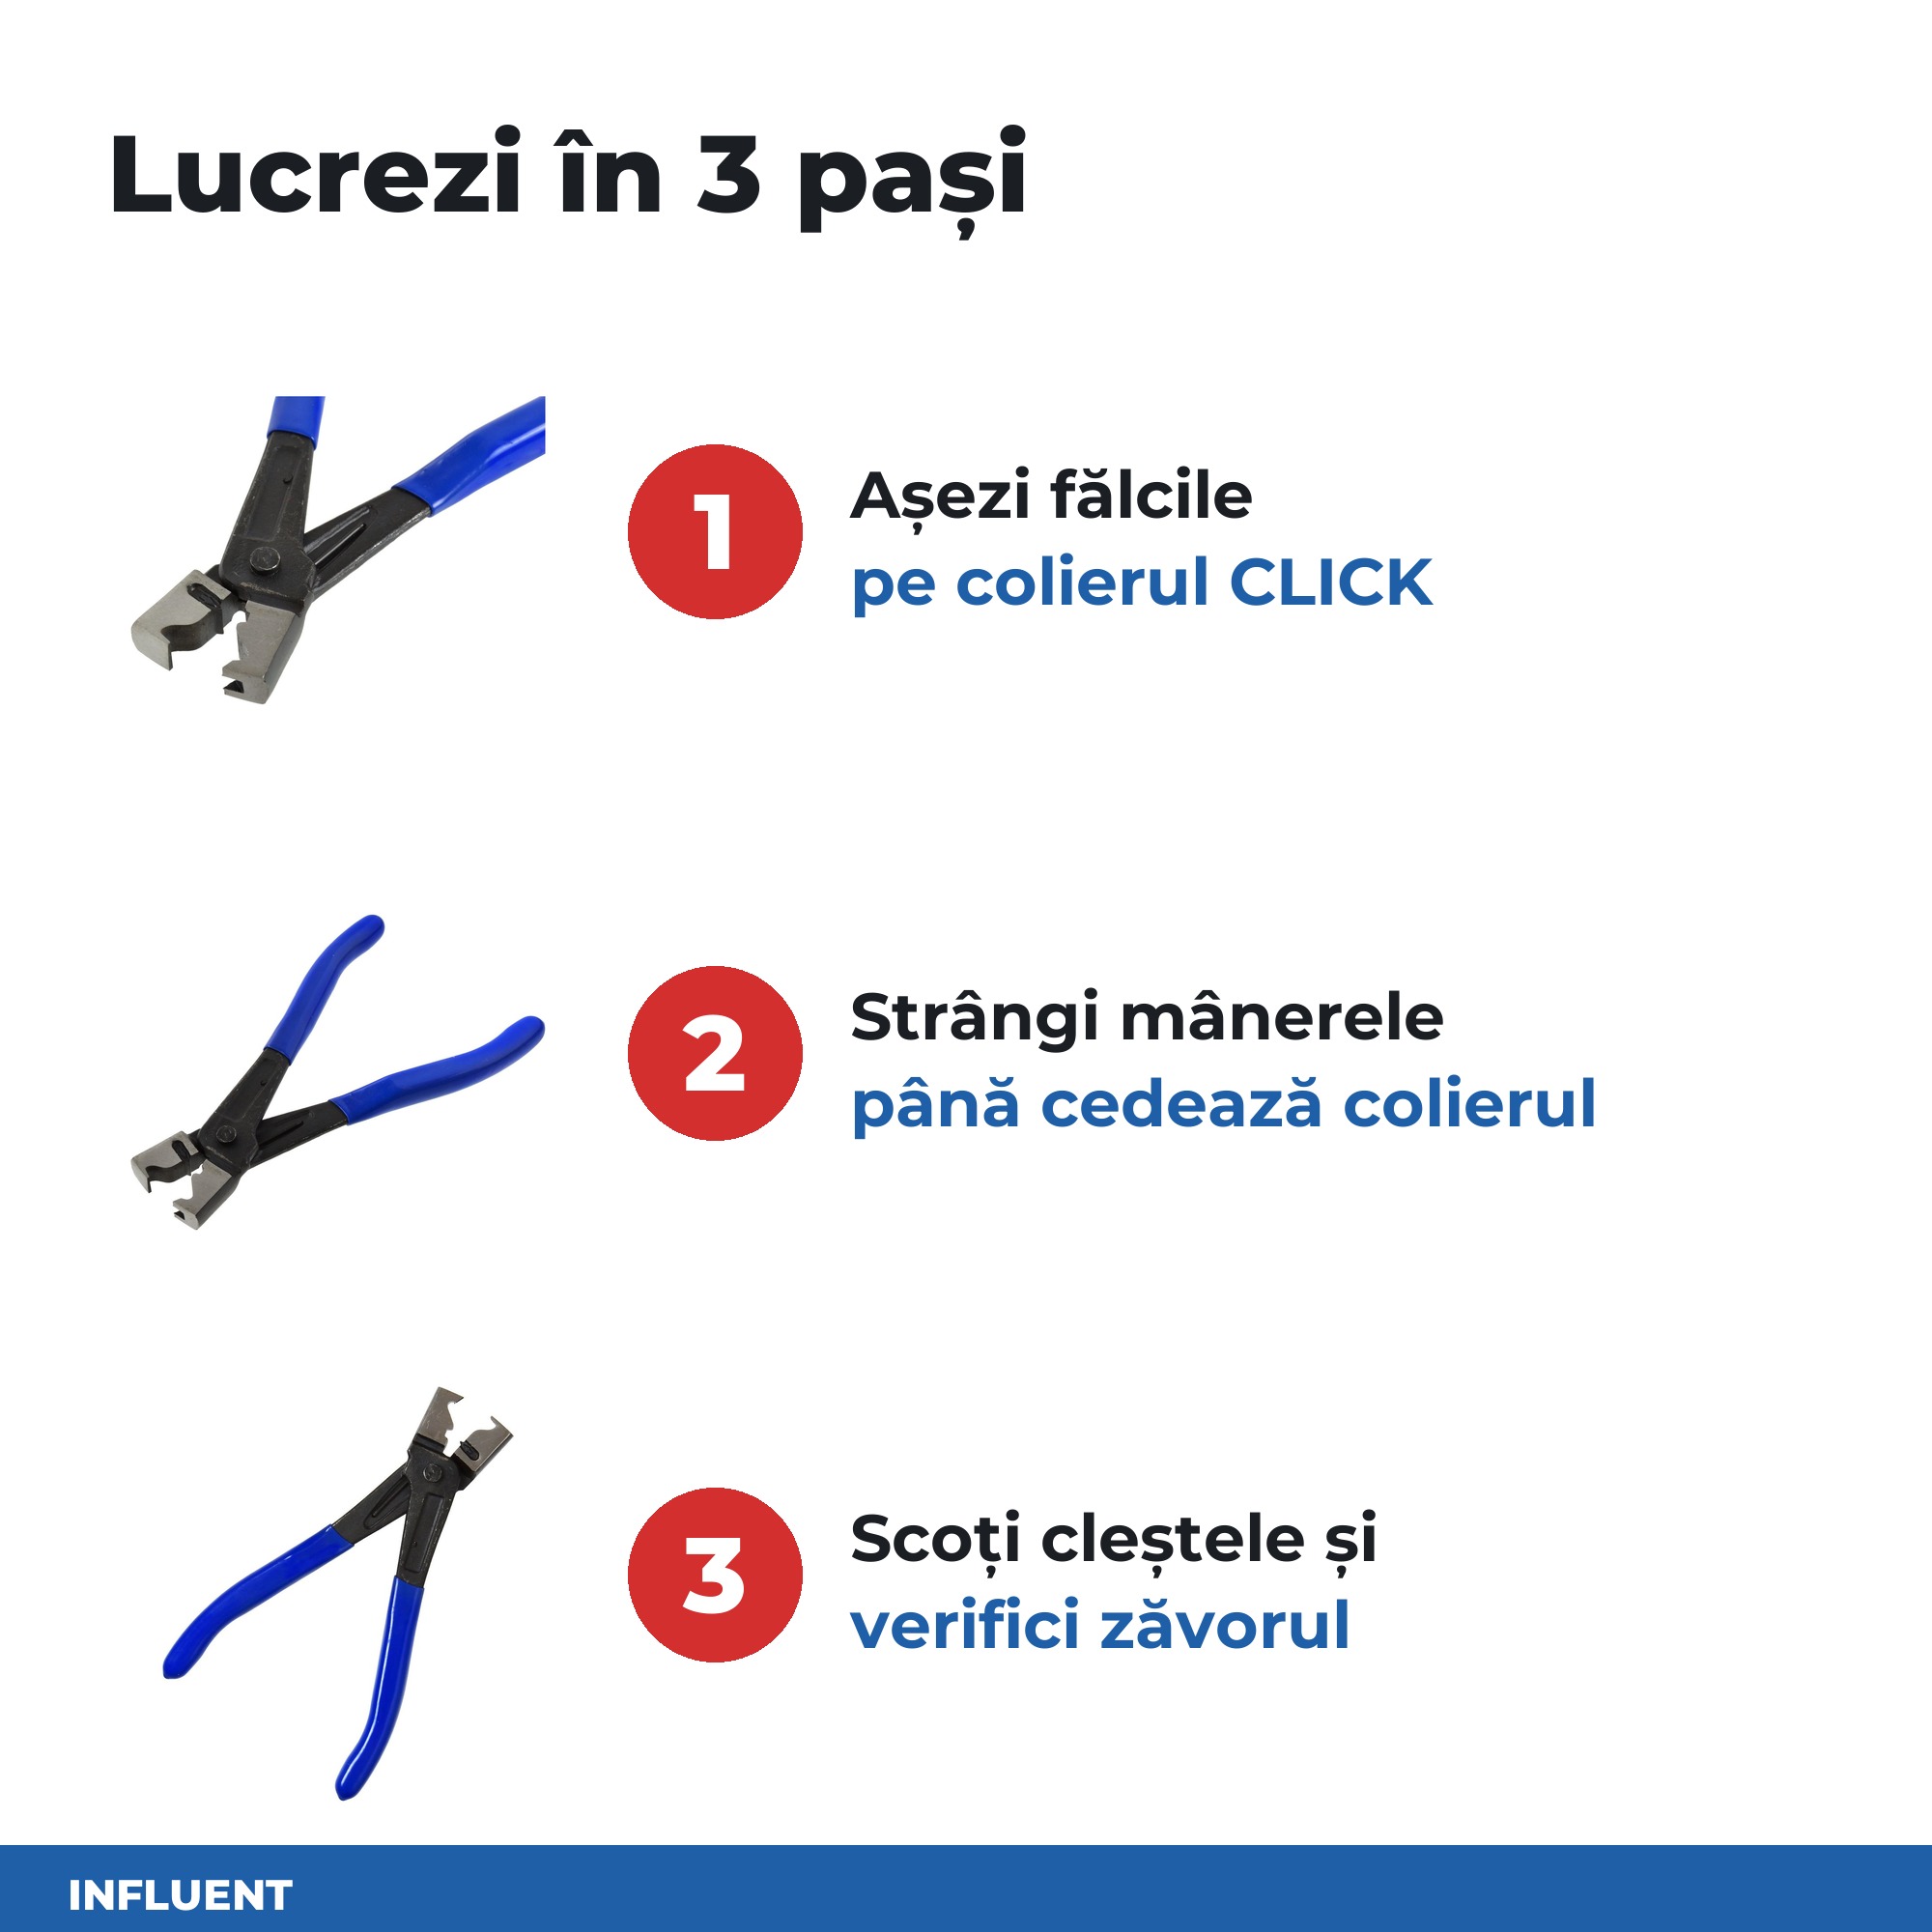 Lucrezi în 3 pași
1
Așezi fălcile
pe colierul CLICK
2
Strângi mânerele
până cedează colierul
3
Scoți cleștele și
verifici zăvorul
INFLUENT